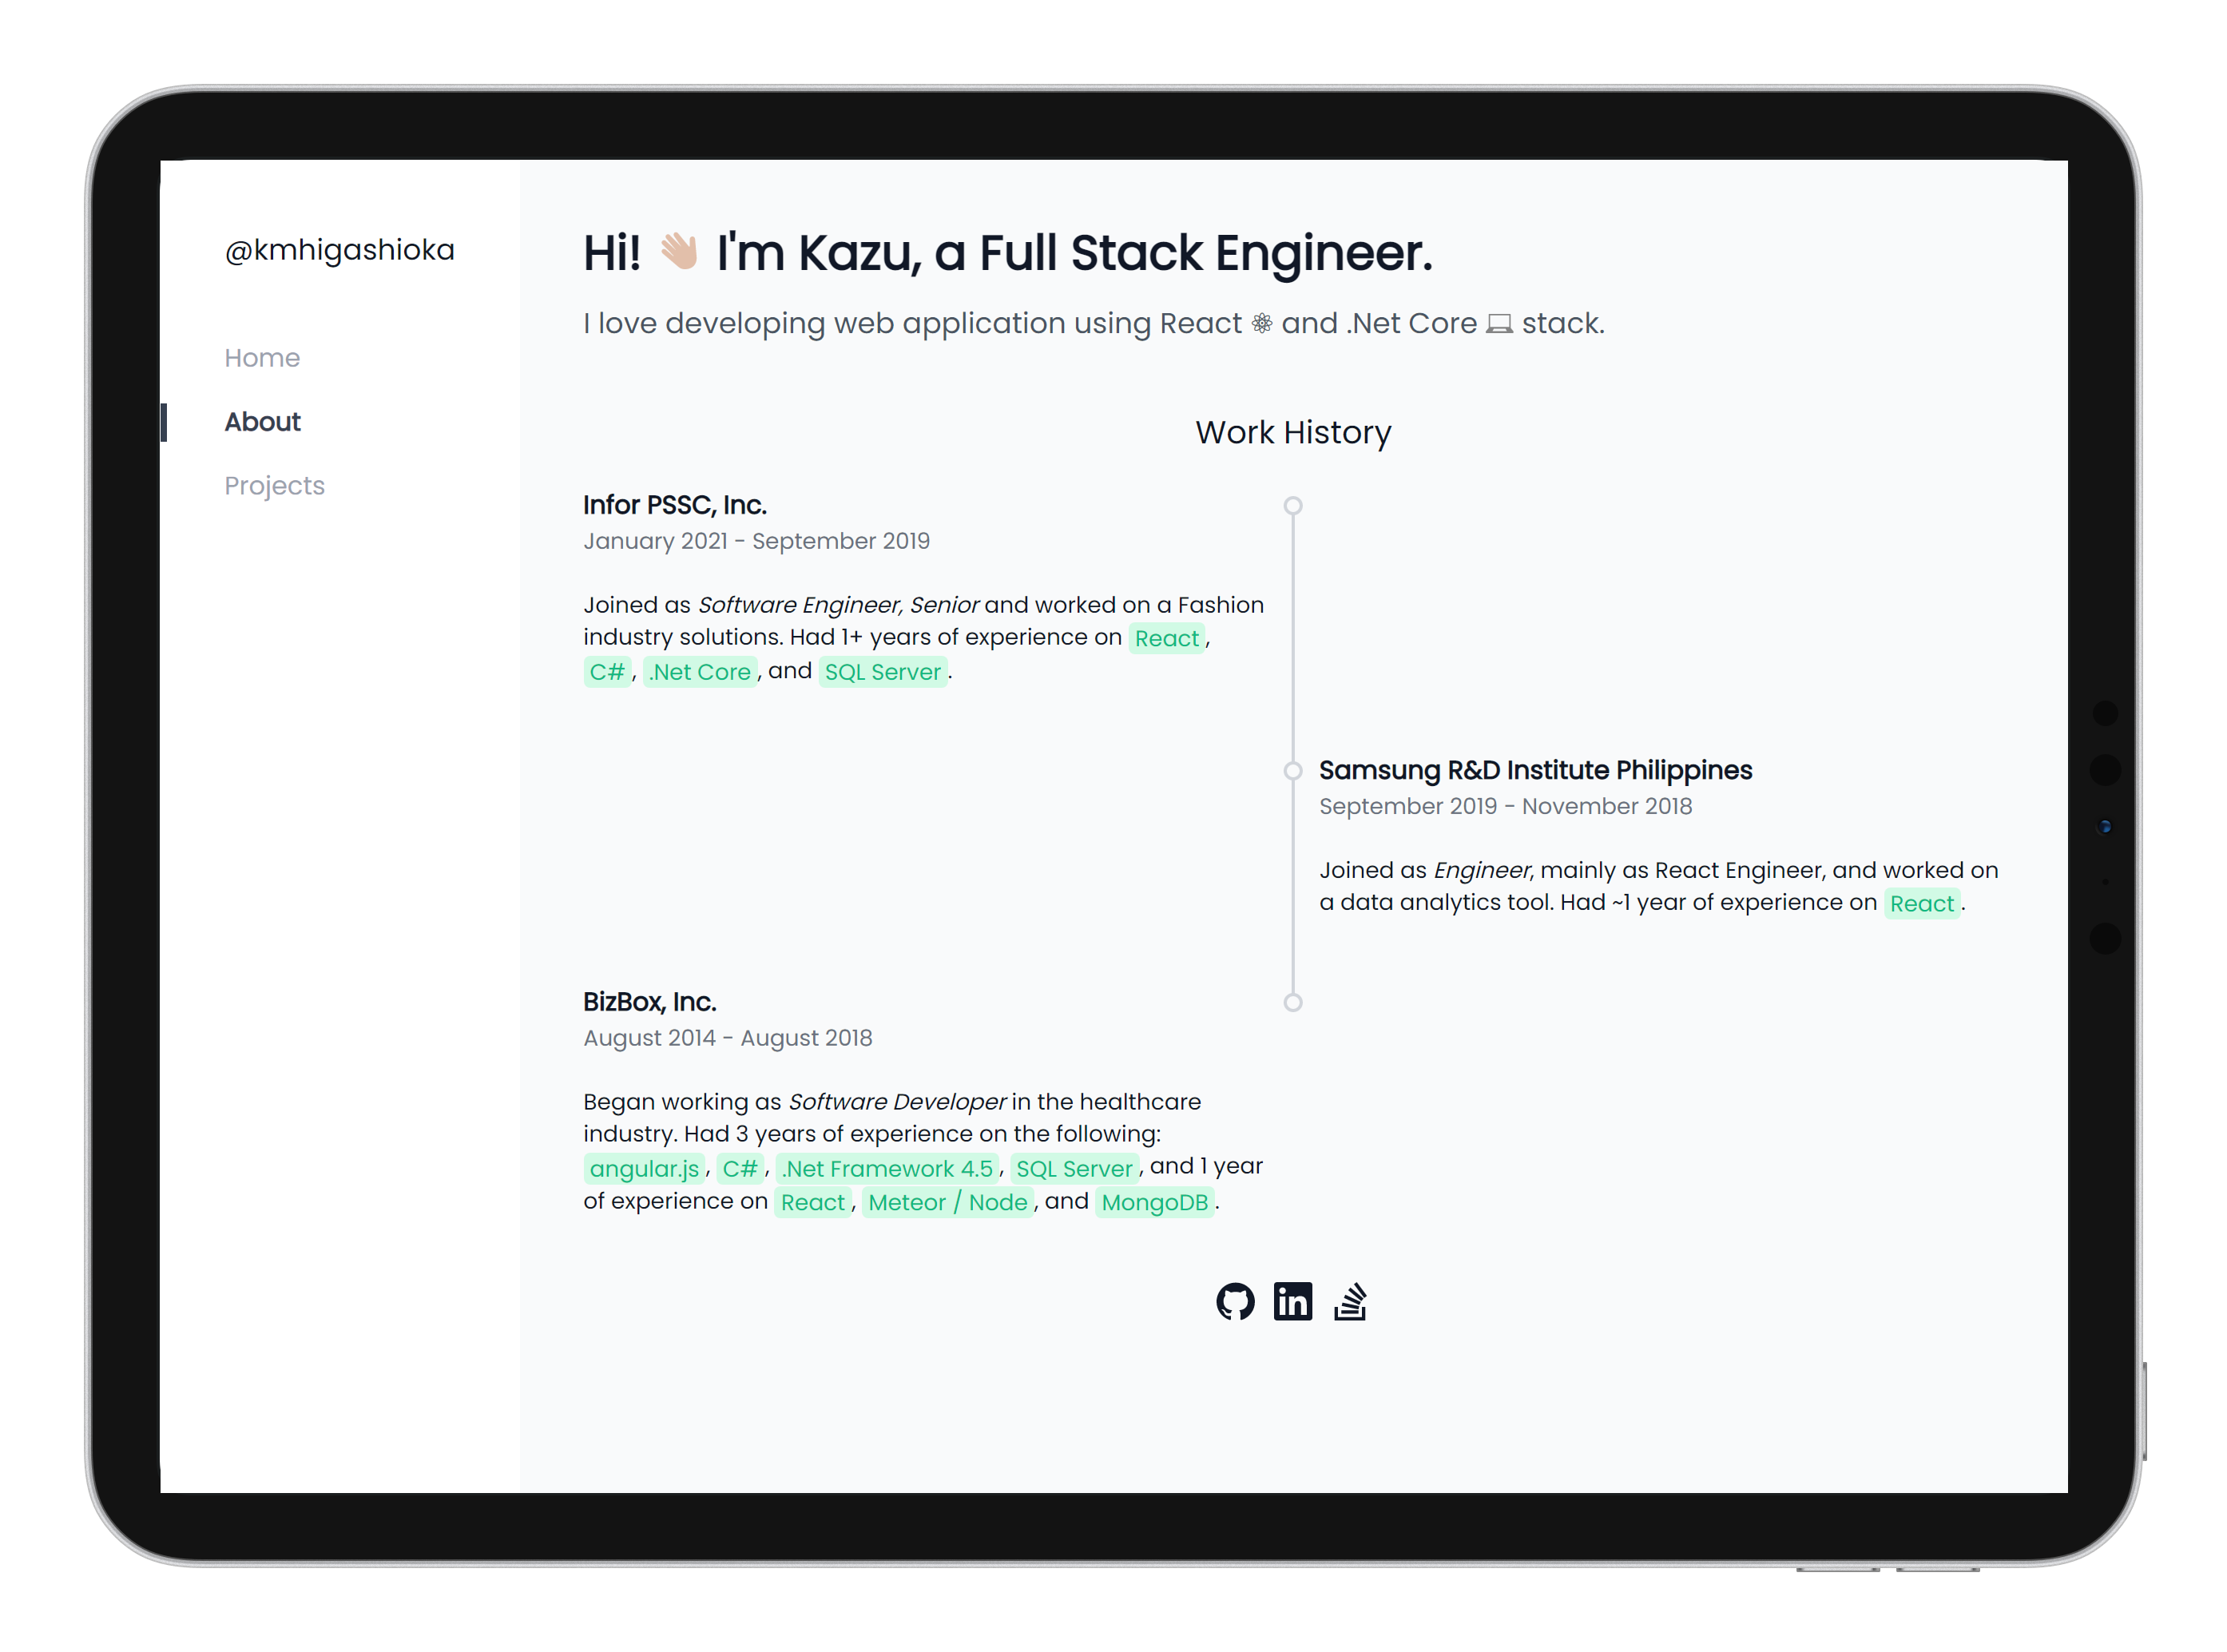 @kmhigashioka
Home
About
Projects
Hi! 👋🏼 I'm Kazu, a Full Stack Engineer.
I love developing web application using React ⚛ and .Net Core 💻 stack.
Work History
Infor PSSC, Inc.
January 2021 - September 2019
Joined as Software Engineer, Senior and worked on a Fashion
industry solutions. Had 1+ years of experience on React,
C#, .Net Core, and SQL Server.
Samsung R&D Institute Philippines
September 2019 - November 2018
Joined as Engineer, mainly as React Engineer, and worked on
a data analytics tool. Had ~1 year of experience on React.
BizBox, Inc.
August 2014 - August 2018
Began working as Software Developer in the healthcare
industry. Had 3 years of experience on the following:
angular.js, C#, .Net Framework 4.5, SQL Server, and 1 year
of experience on React, Meteor / Node, and MongoDB.
in